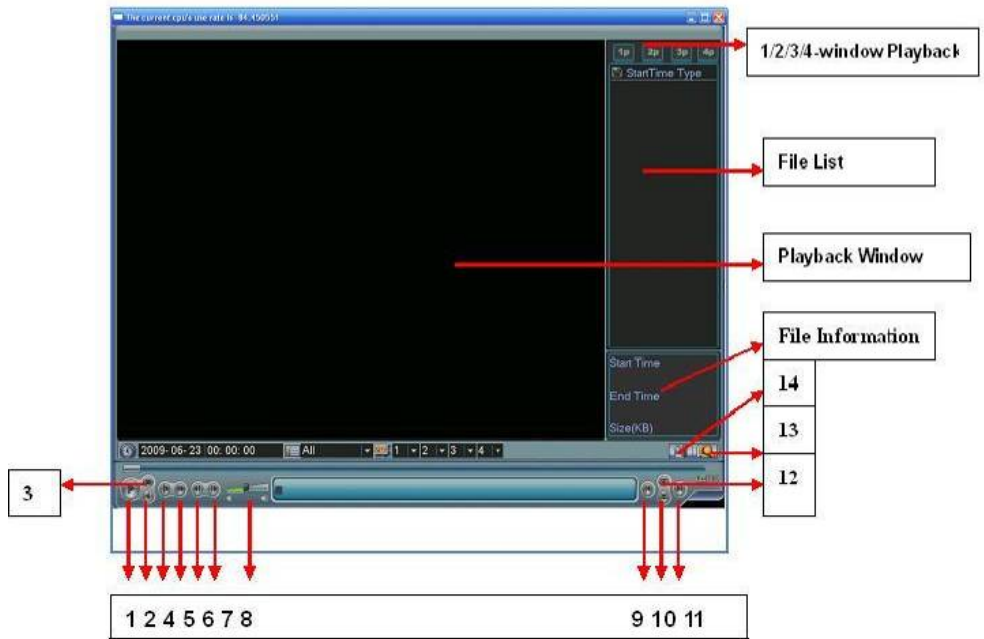 The current cpu's use rate is 84.450551
1p 2p 3p 4p
1/2/3/4-window Playback
StartTime Type
File List
Playback Window
File Information
Start Time
End Time
Size(KB)
14
13
12
2009-06-23 00:00:00 All 1 2 3 4
3
1 2 4 5 6 7 8 9 10 11